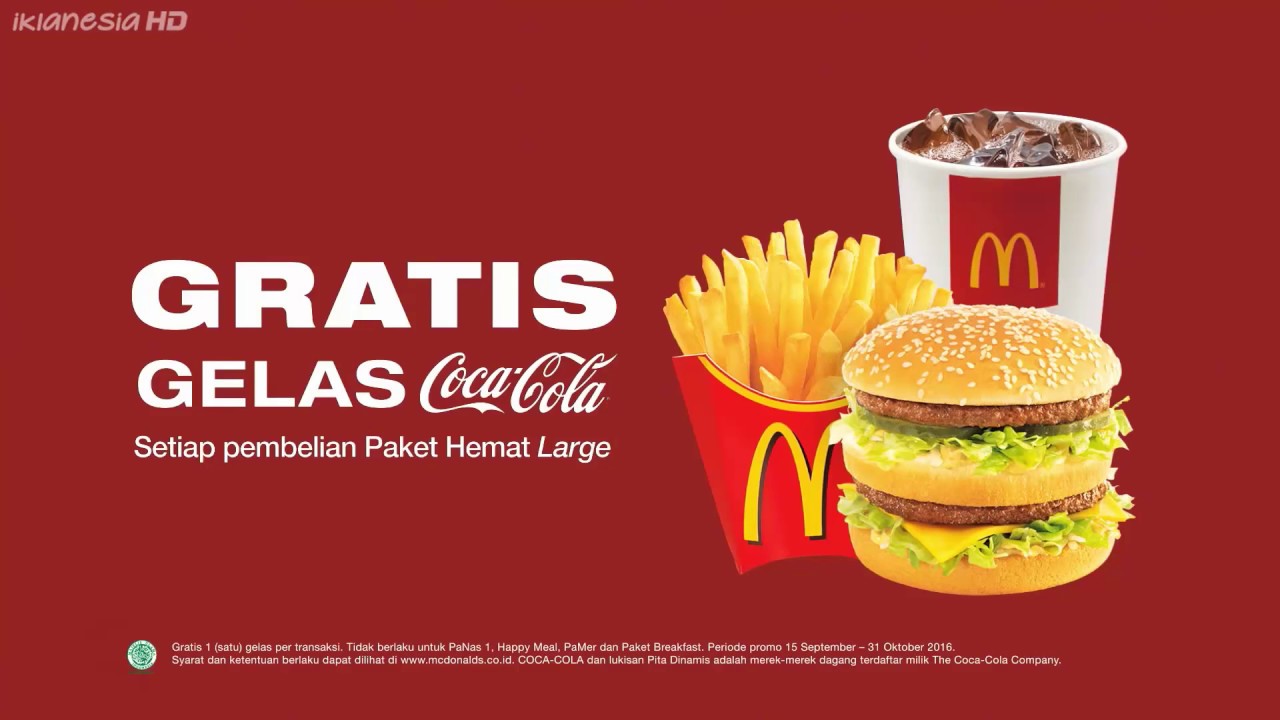 iklanesia HD
GRATIS
GELAS Coca-Cola
Setiap pembelian Paket Hemat Large
Gratis 1 (satu) gelas per transaksi. Tidak berlaku untuk PaNas 1, Happy Meal, PaMer dan Paket Breakfast. Periode promo 15 September – 31 Oktober 2016.
Syarat dan ketentuan berlaku dapat dilihat di www.mcdonalds.co.id. COCA-COLA dan lukisan Pita Dinamis adalah merek-merek dagang terdaftar milik The Coca-Cola Company.